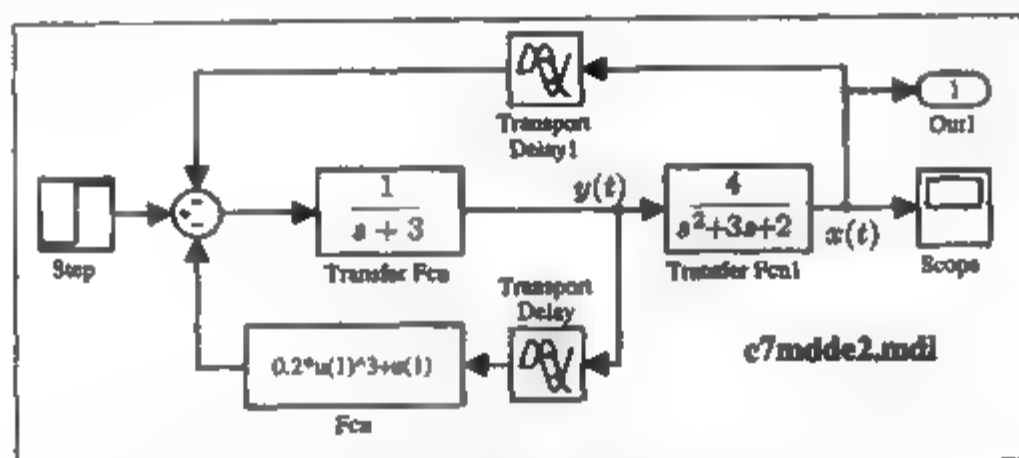 1
Out1
Transport
Delay1
1
s + 3
Transfer Fcn
y(t)
4
s²+3s+2
Transfer Fcn1
x(t)
Scope
Step
Transport
Delay
0.2*u(1)^3+u(1)
Fcn
c7mdde2.mdl